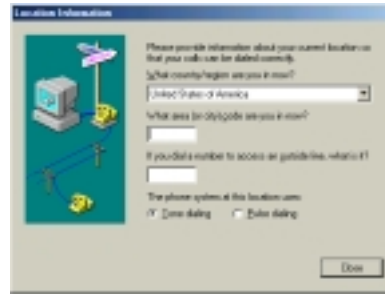 Location Information
Please provide information about your current location so
that your calls can be dialed correctly.
What country/region are you in now?
United States of America
What area (or city) code are you in now?
If you dial a number to access an outside line, what is it?
The phone system at this location uses:
Tone dialing Pulse dialing
Close